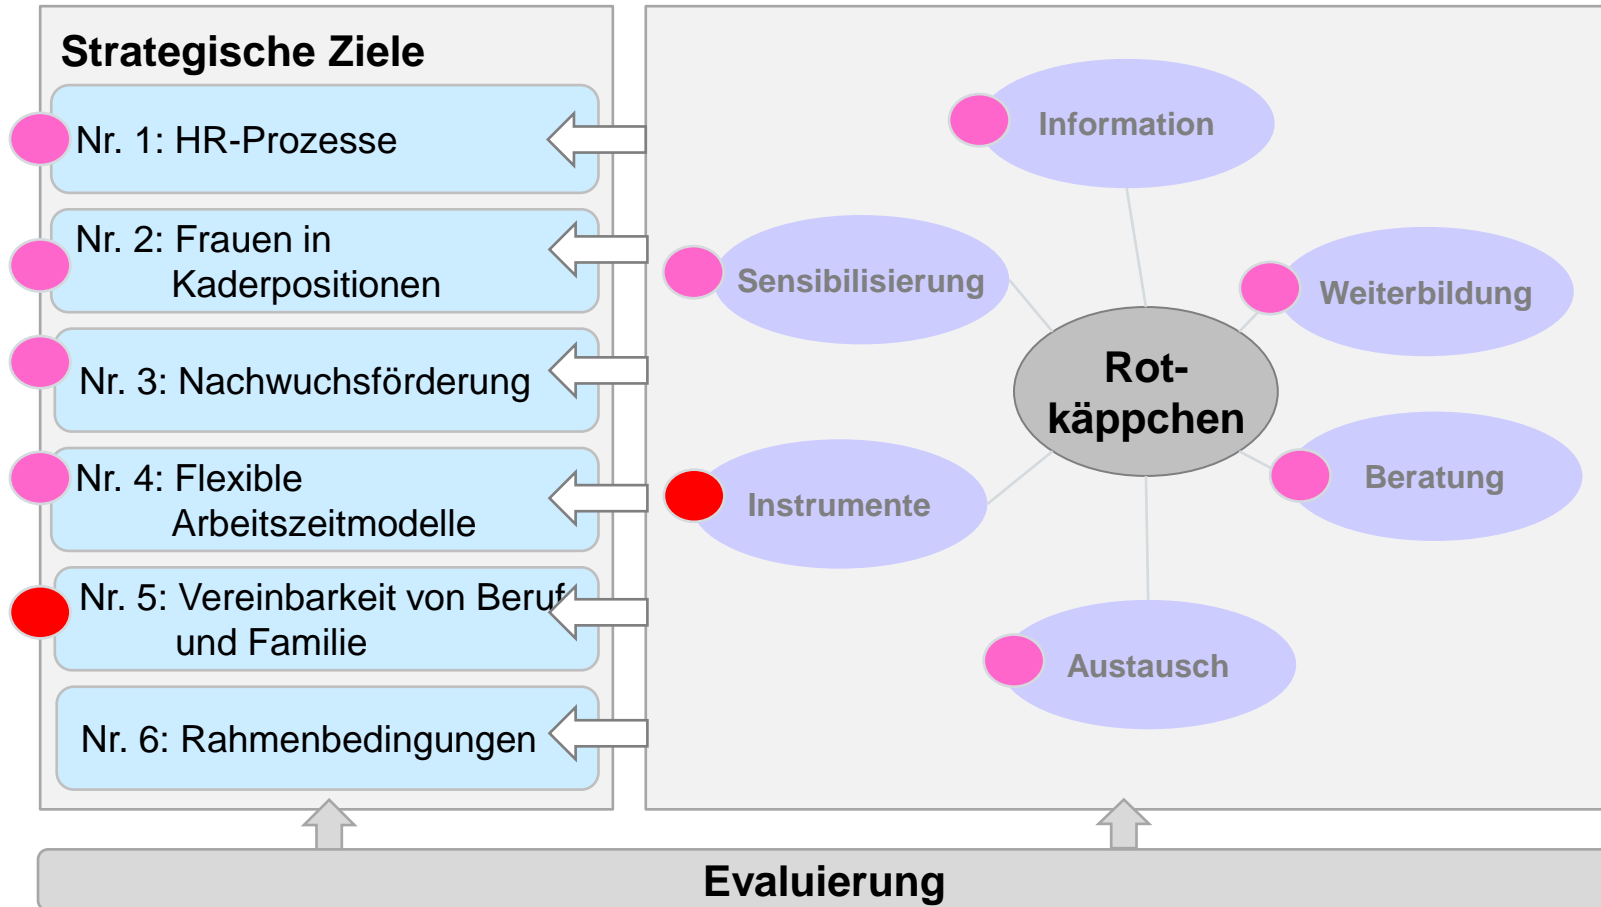 Strategische Ziele
Nr. 1: HR-Prozesse
Nr. 2: Frauen in
Kaderpositionen
Nr. 3: Nachwuchsförderung
Nr. 4: Flexible
Arbeitszeitmodelle
Nr. 5: Vereinbarkeit von Beruf
und Familie
Nr. 6: Rahmenbedingungen
Information
Sensibilisierung
Weiterbildung
Rot-
käppchen
Instrumente
Beratung
Austausch
Evaluierung